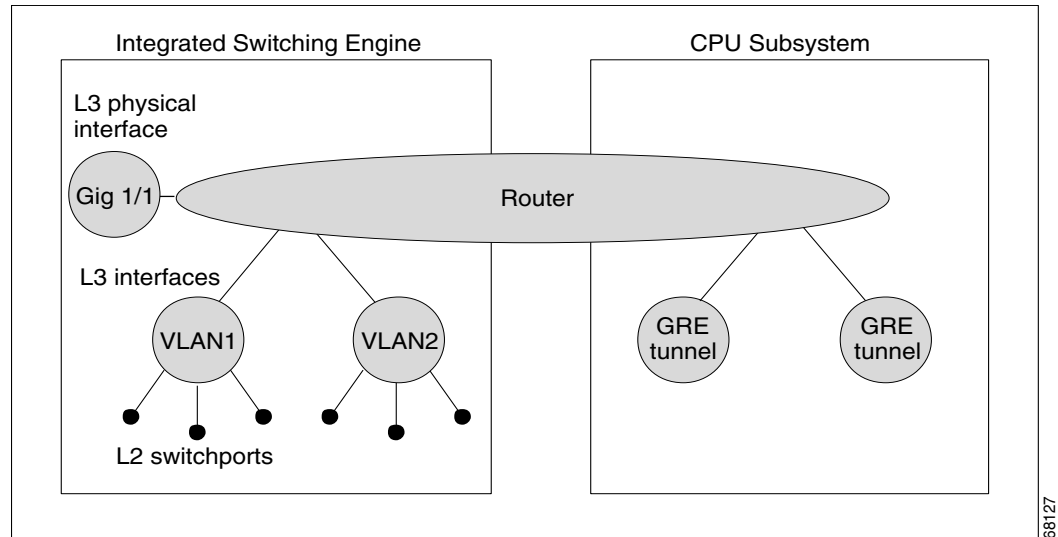 Integrated Switching Engine
CPU Subsystem
L3 physical
interface
Gig 1/1
Router
L3 interfaces
VLAN1
VLAN2
GRE
tunnel
GRE
tunnel
L2 switchports
68127